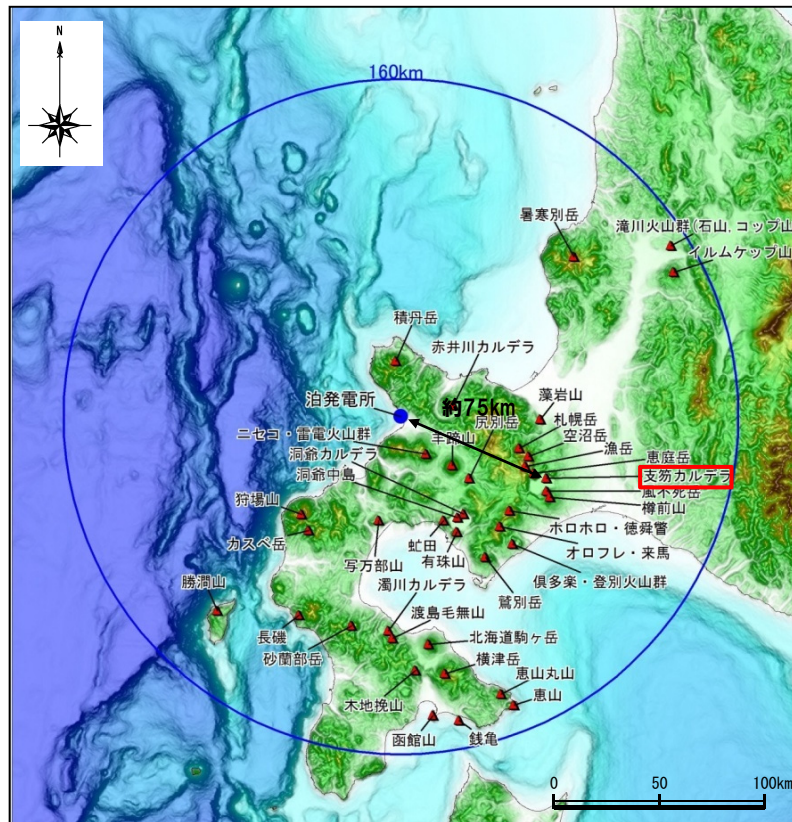 N
160km
暑寒別岳
滝川火山群(石山, コップ山
イルムケップ山
積丹岳
赤井川カルデラ
泊発電所
約75km
藻岩山
尻別岳
札幌岳
ニセコ・雷電火山群
羊蹄山
空沼岳
漁岳
洞爺カルデラ
恵庭岳
洞爺中島
支笏カルデラ
風不死岳
狩場山
樽前山
カスベ岳
ホロホロ・徳舜瞥
写万部山
虻田
有珠山
オロフレ・来馬
倶多楽・登別火山群
鷲別岳
濁川カルデラ
勝澗山
渡島毛無山
長磯
北海道駒ヶ岳
砂蘭部岳
横津岳
恵山丸山
木地挽山
恵山
函館山
銭亀
0 50 100km